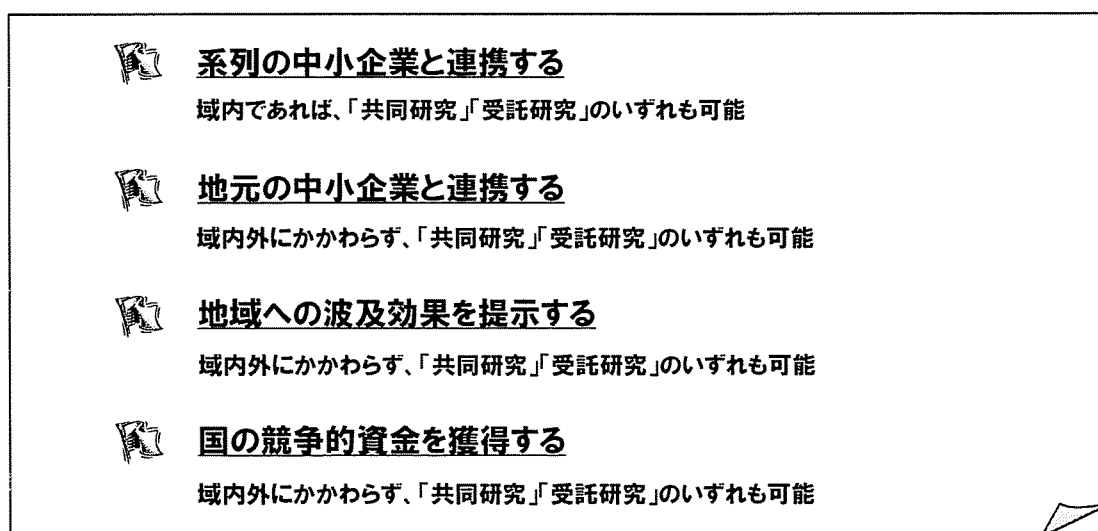 系列の中小企業と連携する
域内であれば、「共同研究」「受託研究」のいずれも可能
地元の中小企業と連携する
域内外にかかわらず、「共同研究」「受託研究」のいずれも可能
地域への波及効果を提示する
域内外にかかわらず、「共同研究」「受託研究」のいずれも可能
国の競争的資金を獲得する
域内外にかかわらず、「共同研究」「受託研究」のいずれも可能